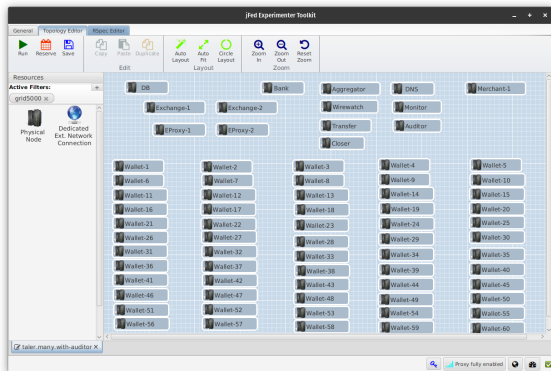 jFed Experimenter Toolkit
General Topology Editor RSpec Editor
Run Reserve Save Copy Paste Duplicate Auto Layout Auto Fit Circle Layout Zoom In Zoom Out Reset Zoom
Edit Layout Zoom
Resources
Active Filters: +
grid5000 ×
Physical Node
Dedicated Ext. Network Connection
DB Bank Aggregator DNS Merchant-1
Exchange-1 Exchange-2 Wirewatch Monitor
EProxy-1 EProxy-2 Transfer Auditor
Closer
Wallet-1 Wallet-2 Wallet-3 Wallet-4 Wallet-5
Wallet-6 Wallet-7 Wallet-8 Wallet-9 Wallet-10
Wallet-11 Wallet-12 Wallet-13 Wallet-14 Wallet-15
Wallet-16 Wallet-17 Wallet-18 Wallet-19 Wallet-20
Wallet-21 Wallet-22 Wallet-23 Wallet-24 Wallet-25
Wallet-26 Wallet-27 Wallet-28 Wallet-29 Wallet-30
Wallet-31 Wallet-32 Wallet-33 Wallet-34 Wallet-35
Wallet-36 Wallet-37 Wallet-38 Wallet-39 Wallet-40
Wallet-41 Wallet-42 Wallet-43 Wallet-44 Wallet-45
Wallet-46 Wallet-47 Wallet-48 Wallet-49 Wallet-50
Wallet-51 Wallet-52 Wallet-53 Wallet-54 Wallet-55
Wallet-56 Wallet-57 Wallet-58 Wallet-59 Wallet-60
taler.many.with-auditor ×
Proxy fully enabled